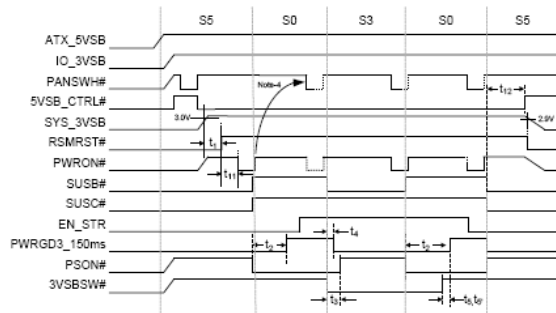 S5 S0 S3 S0 S5
ATX_5VSB
IO_3VSB
PANSWH#
Note-4
5VSB_CTRL#
t12
SYS_3VSB
3.0V
2.9V
RSMRST#
t1
PWRON#
t11
SUSB#
SUSC#
EN_STR
PWRGD3_150ms
t2 t4 t2
PSON#
3VSBSW#
t3 t5,t6'